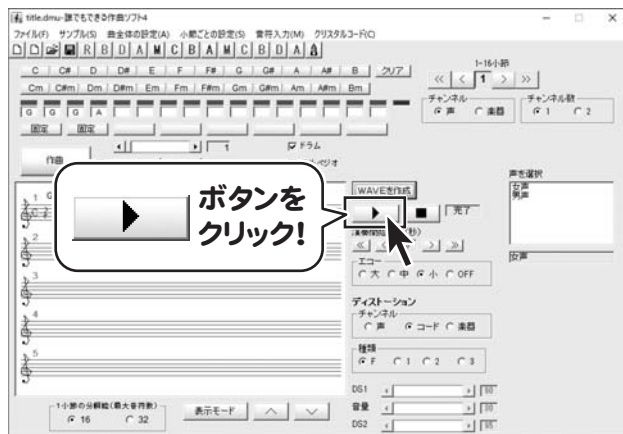 title.dmu-誰でもできる作曲ソフト4
ファイル(F) サンプル(S) 曲全体の設定(A) 小節ごとの設定(S) 音符入力(M) クリスタルコード(C)
R B D A M C B A M C B D A
C C# D D# E F F# G G# A A# B クリア
Cm C#m Dm D#m Em Fm F#m Gm G#m Am A#m Bm
G G G A
固定 固定
1-16小節
<< < 1 > >>
チャンネル
声 楽器
チャンネル数
1 2
作曲
1
ドラム
WAVEを作成
完了
ボタンを
クリック!
声を選択
女声
男声
女声
<< > >>
エコー
大 中 小 OFF
ディストーション
チャンネル
声 コード 楽器
種類
F C1 C2 C3
DS1
音量
DS2
1 G
2
3
4
5
1小節の分解能(最大音符数)
16 32
表示モード